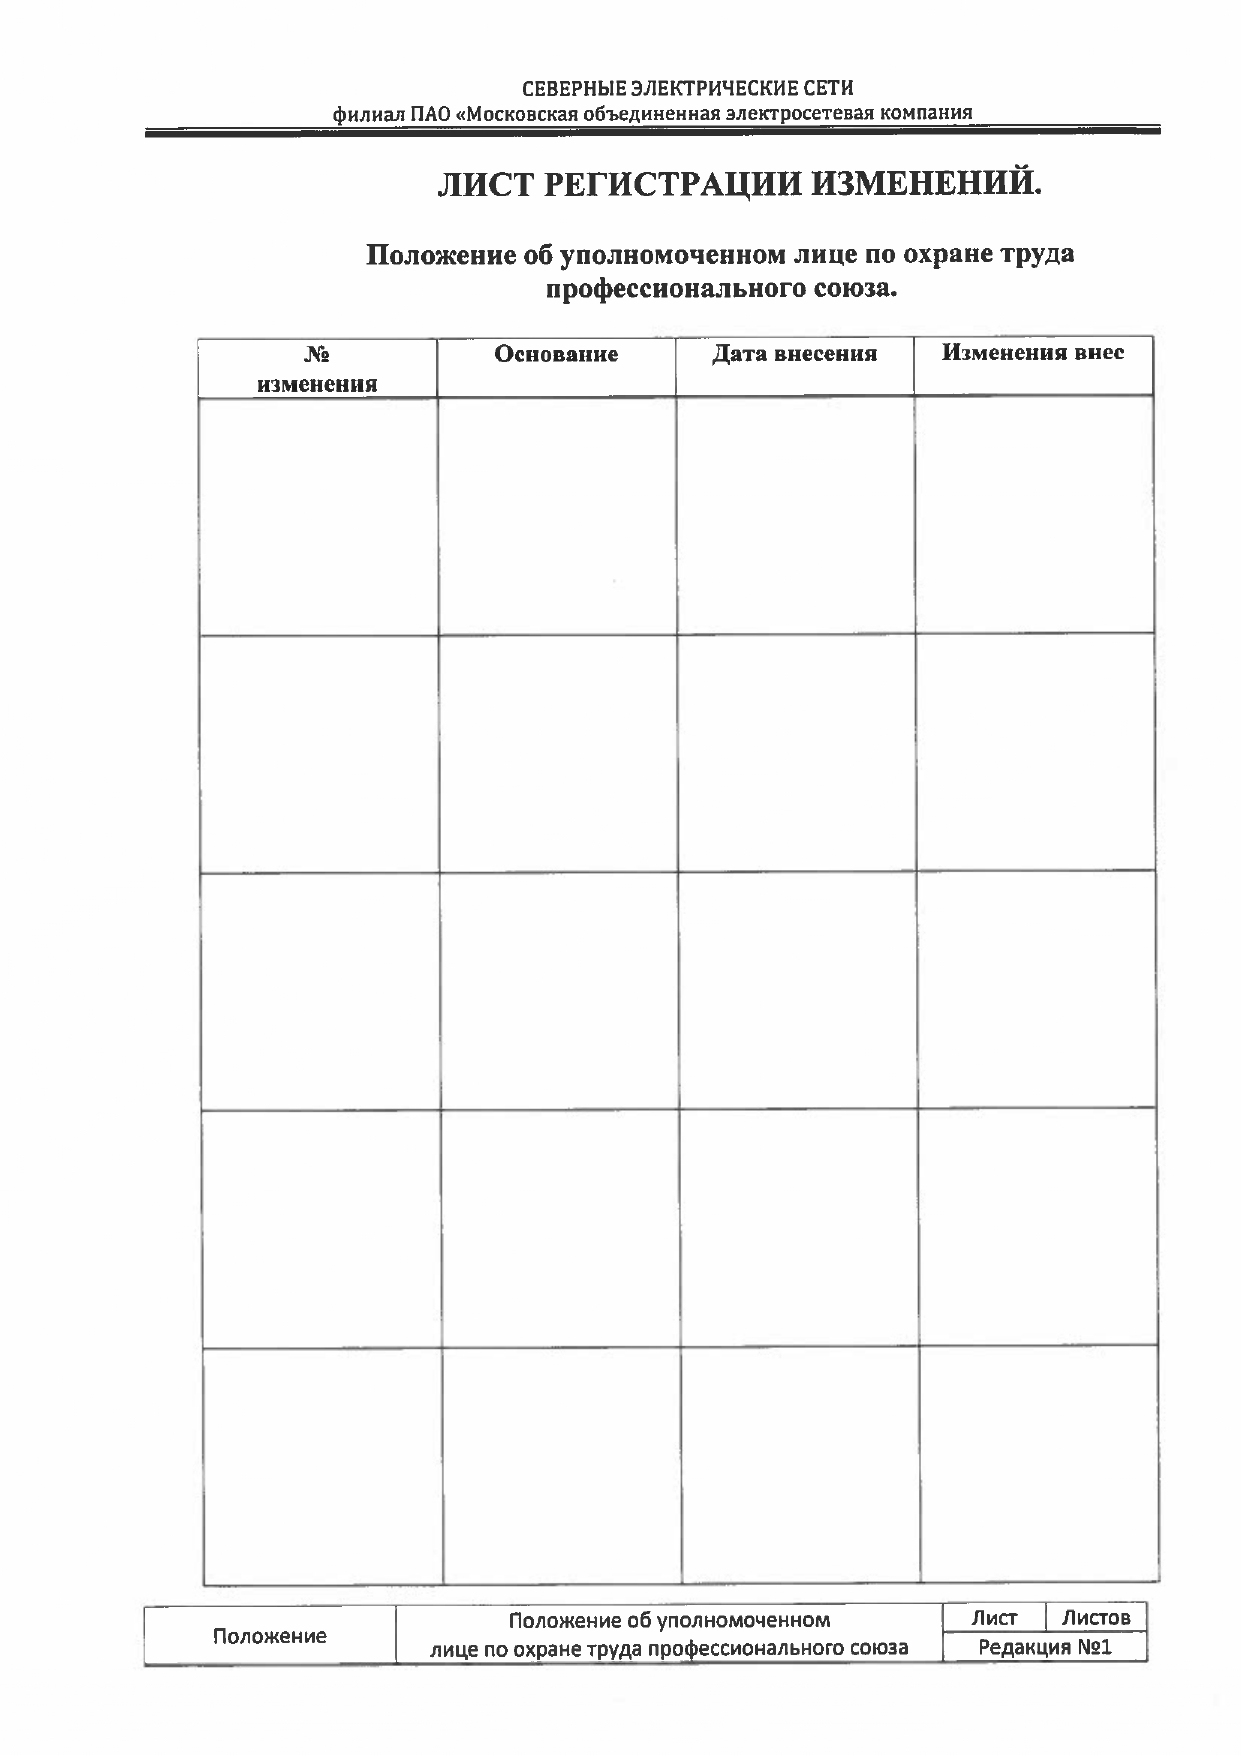 СЕВЕРНЫЕ ЭЛЕКТРИЧЕСКИЕ СЕТИ
филиал ПАО «Московская объединенная электросетевая компания
ЛИСТ РЕГИСТРАЦИИ ИЗМЕНЕНИЙ.
Положение об уполномоченном лице по охране труда
профессионального союза.
№
изменения
Основание
Дата внесения
Изменения внес
Положение
Положение об уполномоченном
лице по охране труда профессионального союза
Лист
Листов
Редакция №1